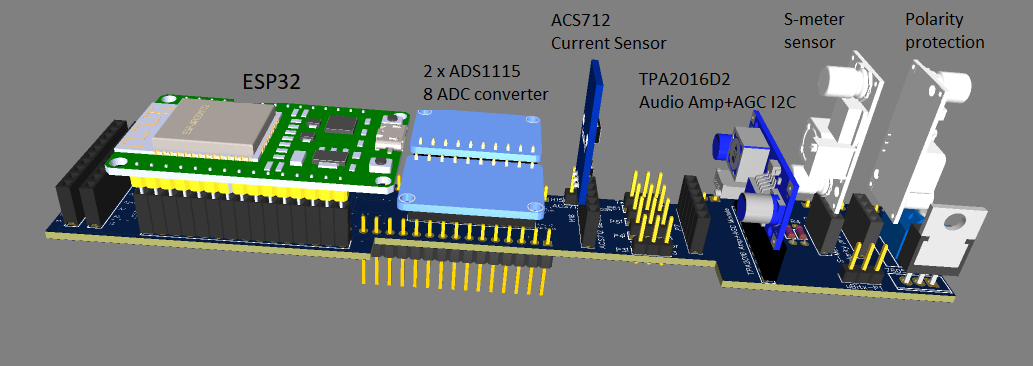 ACS712
Current Sensor
S-meter
sensor
Polarity
protection
ESP32
2 x ADS1115
8 ADC converter
TPA2016D2
Audio Amp+AGC I2C